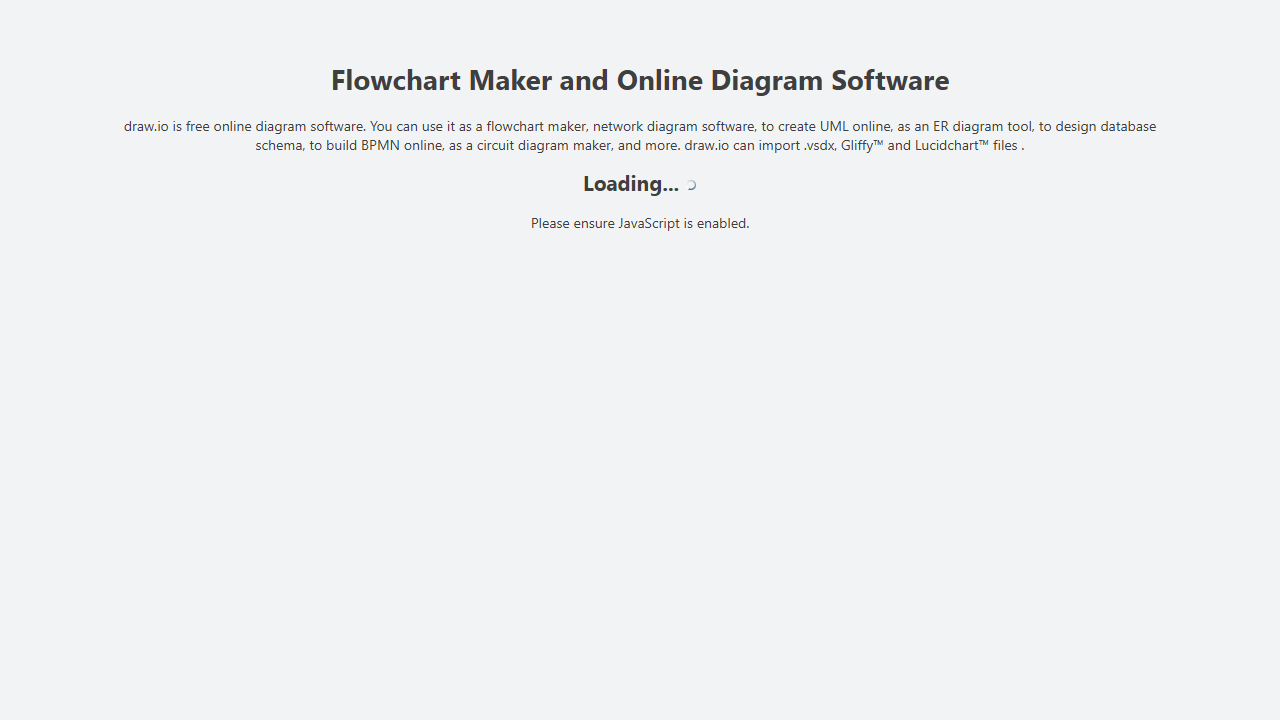 Flowchart Maker and Online Diagram Software
draw.io is free online diagram software. You can use it as a flowchart maker, network diagram software, to create UML online, as an ER diagram tool, to design database
schema, to build BPMN online, as a circuit diagram maker, and more. draw.io can import .vsdx, Gliffy™ and Lucidchart™ files .
Loading...
Please ensure JavaScript is enabled.